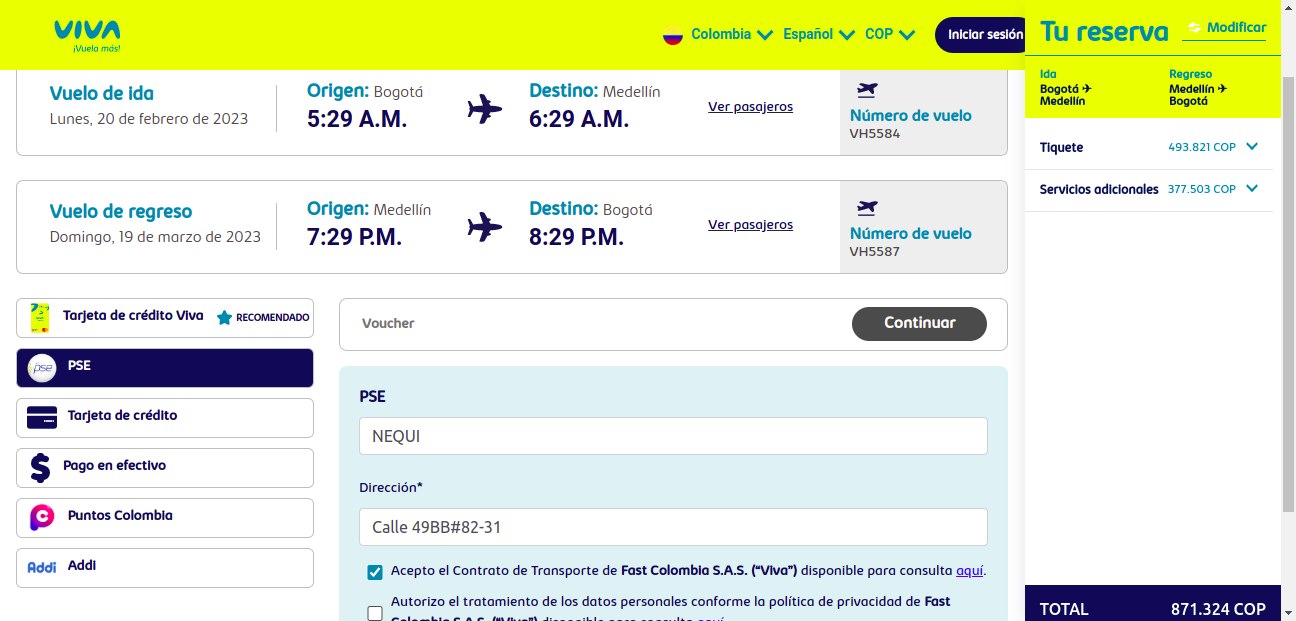 VIVA
¡Vuela más!
Colombia Español COP Iniciar sesión
Tu reserva Modificar
Ida Regreso
Bogotá ✈ Medellín ✈
Medellín Bogotá
Tiquete 493.821 COP
Servicios adicionales 377.503 COP
Vuelo de ida
Lunes, 20 de febrero de 2023
Origen: Bogotá
5:29 A.M.
Destino: Medellín
6:29 A.M.
Ver pasajeros
Número de vuelo
VH5584
Vuelo de regreso
Domingo, 19 de marzo de 2023
Origen: Medellín
7:29 P.M.
Destino: Bogotá
8:29 P.M.
Ver pasajeros
Número de vuelo
VH5587
Tarjeta de crédito Viva RECOMENDADO
pse PSE
Tarjeta de crédito
Pago en efectivo
Puntos Colombia
Addi Addi
Voucher Continuar
PSE
NEQUI
Dirección*
Calle 49BB#82-31
Acepto el Contrato de Transporte de Fast Colombia S.A.S. (“Viva”) disponible para consulta aquí.
Autorizo el tratamiento de los datos personales conforme la política de privacidad de Fast
Colombia S.A.S. (“Viva”) disponible para consulta aquí.
TOTAL 871.324 COP